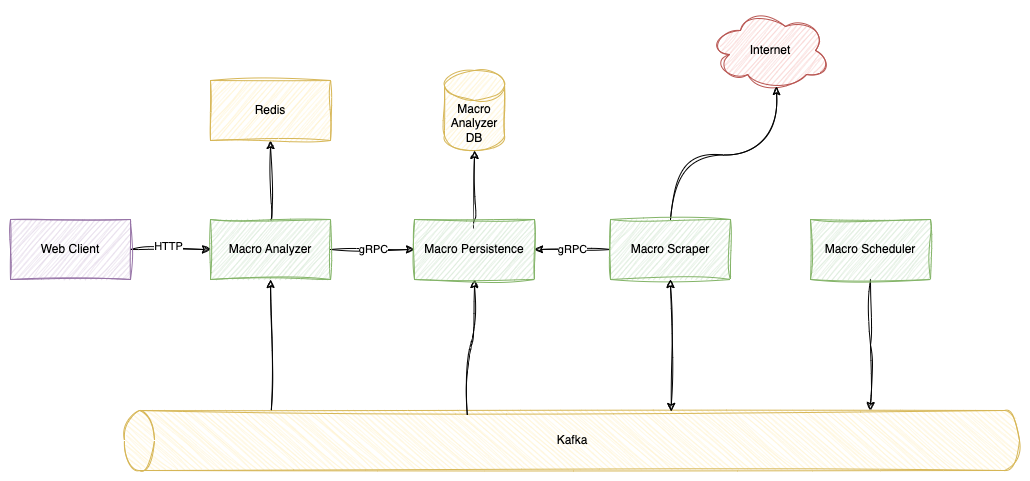 Internet
Redis
Macro
Analyzer
DB
Web Client
HTTP
Macro Analyzer
gRPC
Macro Persistence
gRPC
Macro Scraper
Macro Scheduler
Kafka